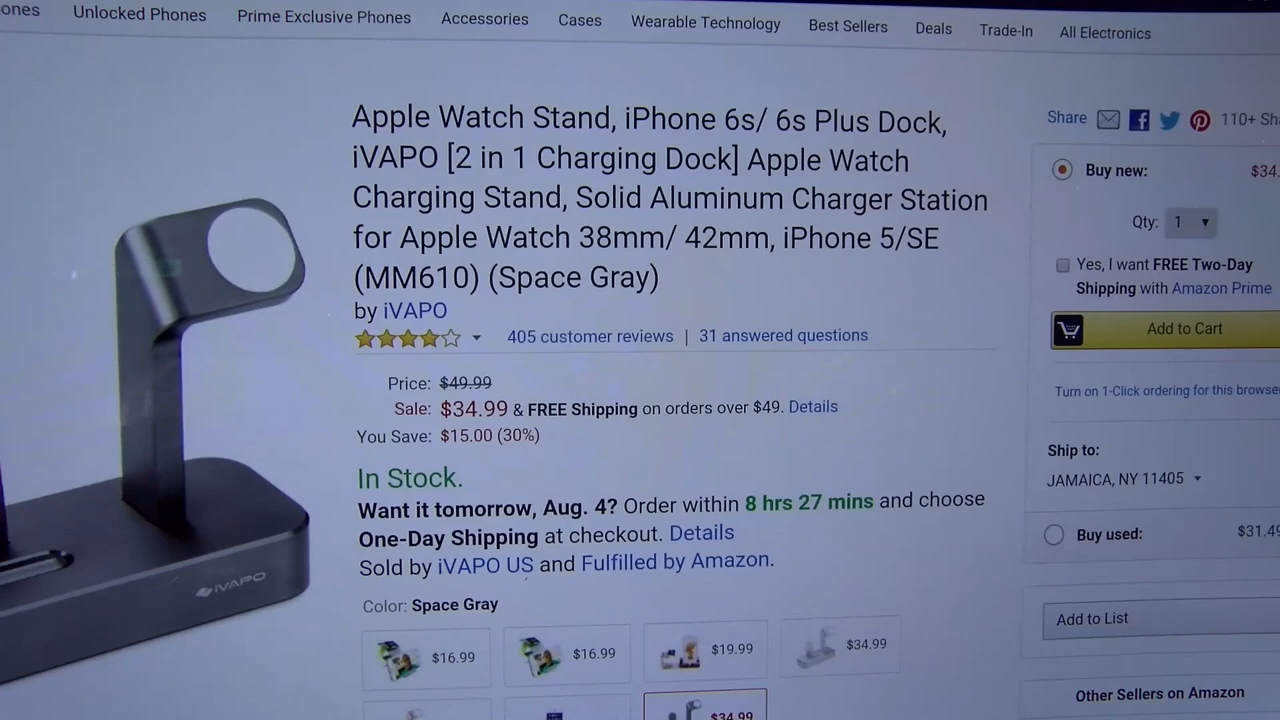 ones Unlocked Phones Prime Exclusive Phones Accessories Cases Wearable Technology Best Sellers Deals Trade-In All Electronics
Apple Watch Stand, iPhone 6s/ 6s Plus Dock,
iVAPO [2 in 1 Charging Dock] Apple Watch
Charging Stand, Solid Aluminum Charger Station
for Apple Watch 38mm/ 42mm, iPhone 5/SE
(MM610) (Space Gray)
by iVAPO
405 customer reviews | 31 answered questions
Price: $49.99
Sale: $34.99 & FREE Shipping on orders over $49. Details
You Save: $15.00 (30%)
In Stock.
Want it tomorrow, Aug. 4? Order within 8 hrs 27 mins and choose
One-Day Shipping at checkout. Details
Sold by iVAPO US and Fulfilled by Amazon.
Color: Space Gray
$16.99 $16.99 $19.99 $34.99
$34.99
iVAPO
Share 110+ Sh
Buy new: $34.
Qty: 1
Yes, I want FREE Two-Day
Shipping with Amazon Prime
Add to Cart
Turn on 1-Click ordering for this browse
Ship to:
JAMAICA, NY 11405
Buy used: $31.49
Add to List
Other Sellers on Amazon